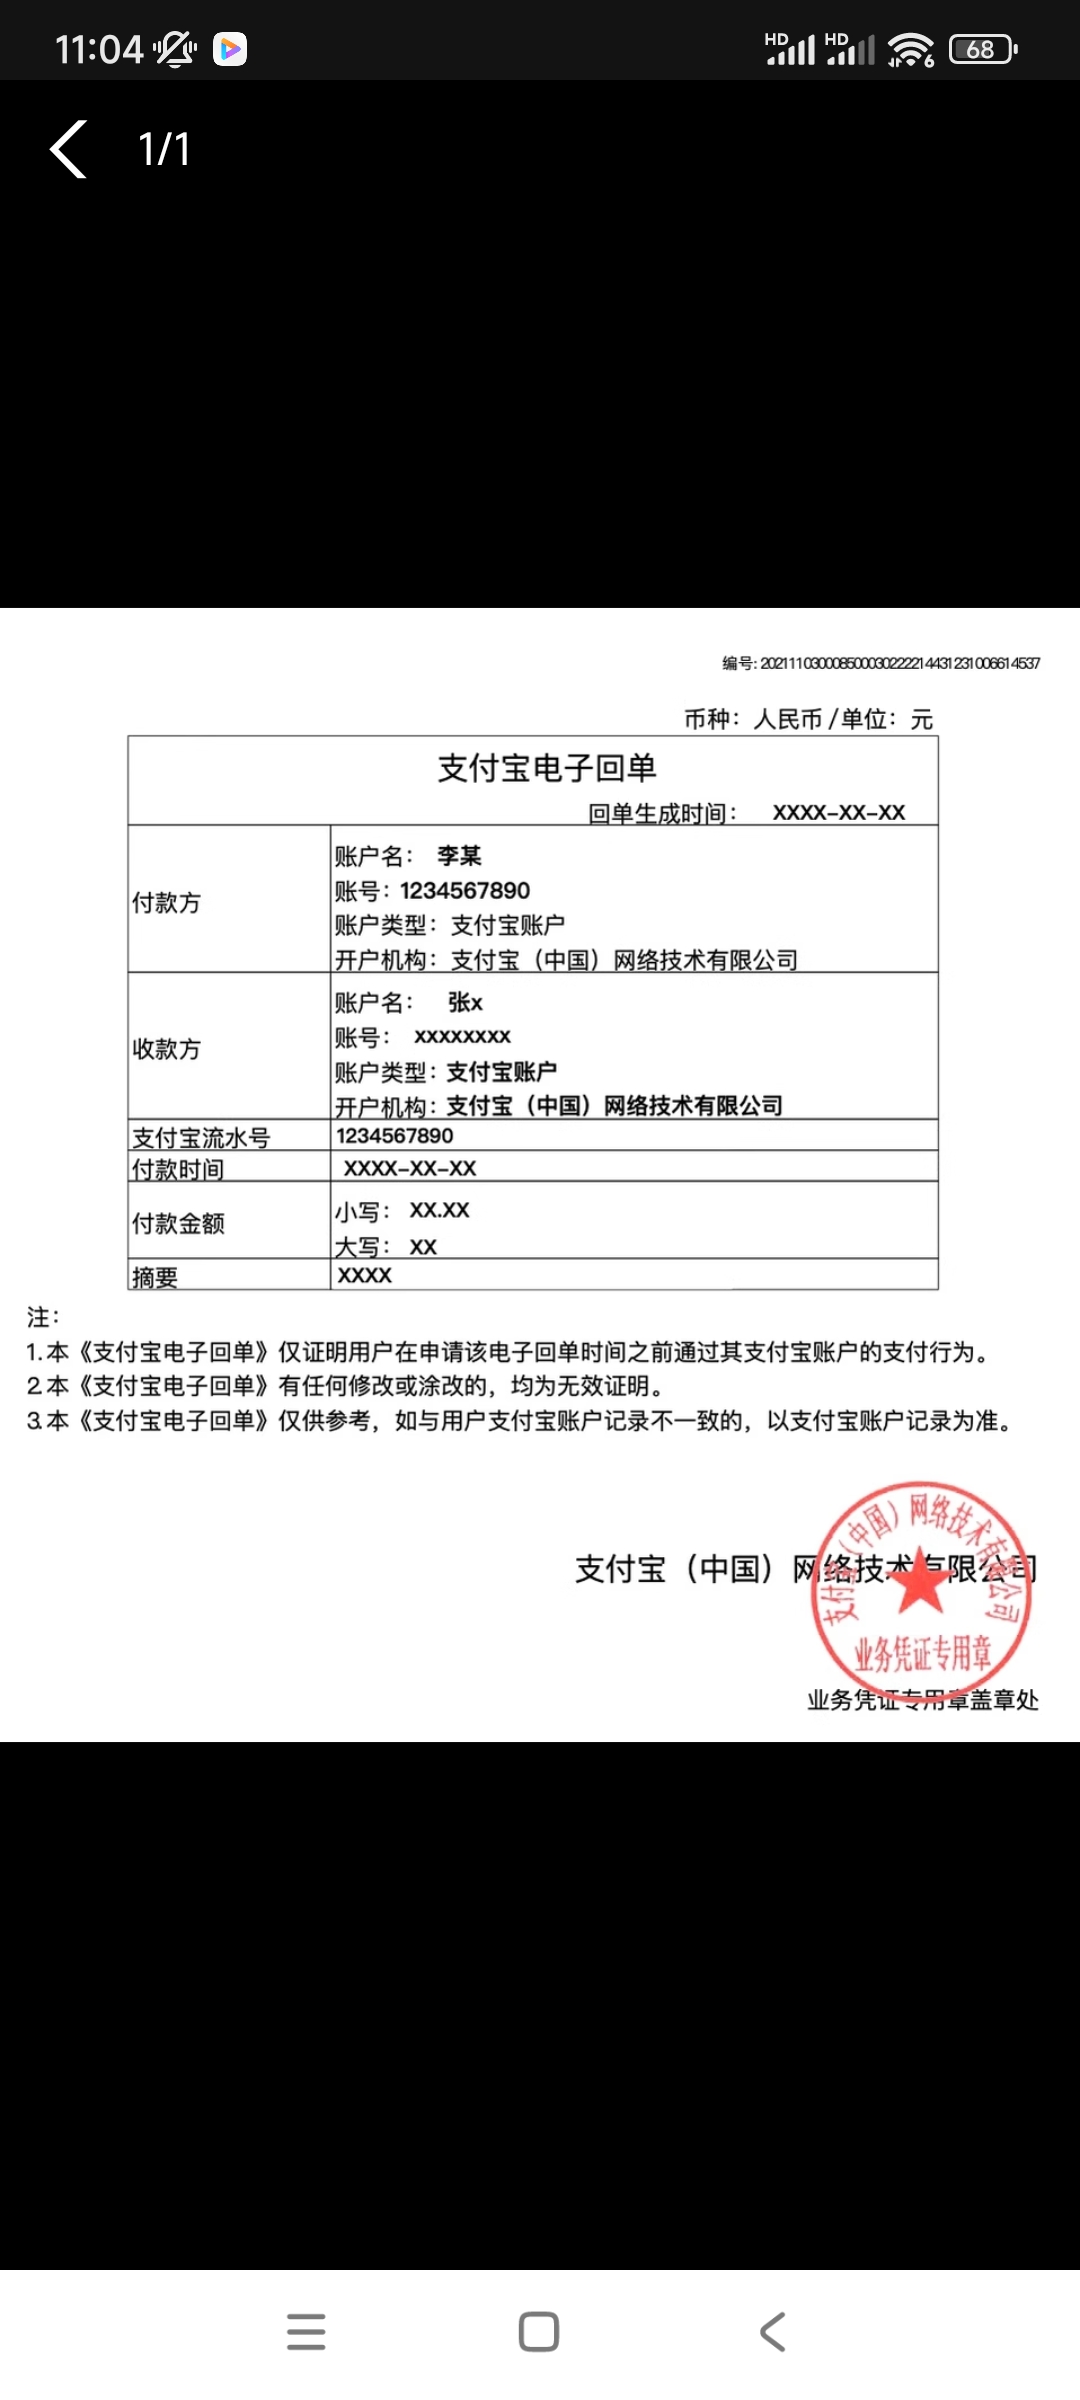 11:04 HD HD 6 68
1/1
编号: 2021110300085000302222144312310066​14537
币种：人民币 /单位：元
支付宝电子回单
回单生成时间： XXXX-XX-XX
付款方
账户名： 李某
账号：1234567890
账户类型：支付宝账户
开户机构：支付宝（中国）网络技术有限公司
收款方
账户名： 张x
账号： xxxxxxxx
账户类型：支付宝账户
开户机构：支付宝（中国）网络技术有限公司
支付宝流水号 1234567890
付款时间 XXXX-XX-XX
付款金额
小写： XX.XX
大写： XX
摘要 XXXX
注：
1.本《支付宝电子回单》仅证明用户在申请该电子回单时间之前通过其支付宝账户的支付行为。
2.本《支付宝电子回单》有任何修改或涂改的，均为无效证明。
3.本《支付宝电子回单》仅供参考，如与用户支付宝账户记录不一致的，以支付宝账户记录为准。
支付宝（中国）网络技术有限公司
支付宝（中国）网络技术有限公司
业务凭证专用章
业务凭证专用章盖章处